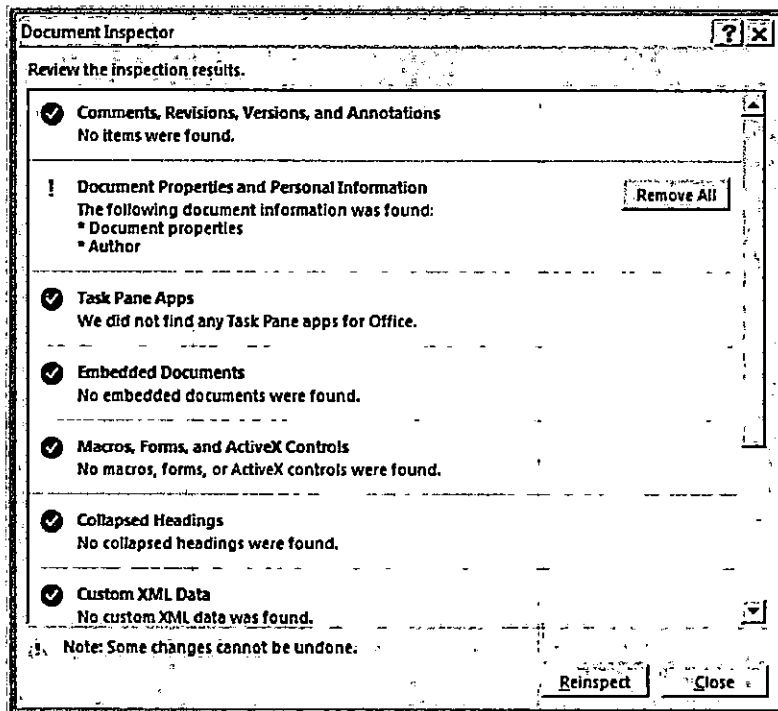 Document Inspector
Review the inspection results.
Comments, Revisions, Versions, and Annotations
No items were found.
! Document Properties and Personal Information
Remove All
The following document information was found:
* Document properties
* Author
Task Pane Apps
We did not find any Task Pane apps for Office.
Embedded Documents
No embedded documents were found.
Macros, Forms, and ActiveX Controls
No macros, forms, or ActiveX controls were found.
Collapsed Headings
No collapsed headings were found.
Custom XML Data
No custom XML data was found.
Note: Some changes cannot be undone.
Reinspect Close